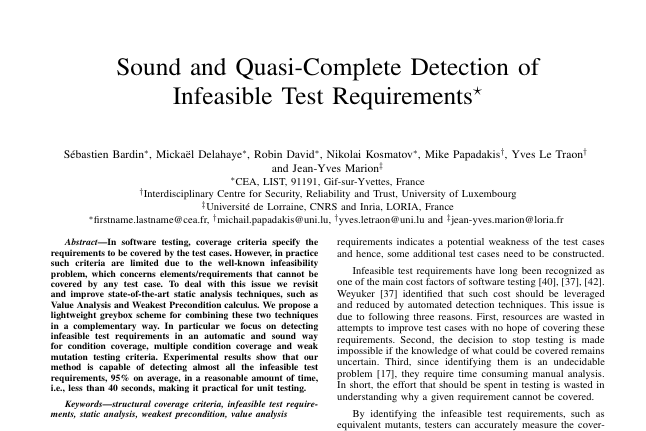 Sound and Quasi-Complete Detection of
Infeasible Test Requirements⋆
Sébastien Bardin∗, Mickaël Delahaye∗, Robin David∗, Nikolai Kosmatov∗, Mike Papadakis†, Yves Le Traon†
and Jean-Yves Marion‡
∗CEA, LIST, 91191, Gif-sur-Yvettes, France
†Interdisciplinary Centre for Security, Reliability and Trust, University of Luxembourg
‡Université de Lorraine, CNRS and Inria, LORIA, France
∗firstname.lastname@cea.fr, †michail.papadakis@uni.lu, †yves.letraon@uni.lu and ‡jean-yves.marion@loria.fr
Abstract—In software testing, coverage criteria specify the
requirements to be covered by the test cases. However, in practice
such criteria are limited due to the well-known infeasibility
problem, which concerns elements/requirements that cannot be
covered by any test case. To deal with this issue we revisit
and improve state-of-the-art static analysis techniques, such as
Value Analysis and Weakest Precondition calculus. We propose a
lightweight greybox scheme for combining these two techniques
in a complementary way. In particular we focus on detecting
infeasible test requirements in an automatic and sound way
for condition coverage, multiple condition coverage and weak
mutation testing criteria. Experimental results show that our
method is capable of detecting almost all the infeasible test
requirements, 95% on average, in a reasonable amount of time,
i.e., less than 40 seconds, making it practical for unit testing.
Keywords—structural coverage criteria, infeasible test require-
ments, static analysis, weakest precondition, value analysis
requirements indicates a potential weakness of the test cases
and hence, some additional test cases need to be constructed.
Infeasible test requirements have long been recognized as
one of the main cost factors of software testing [40], [37], [42].
Weyuker [37] identified that such cost should be leveraged
and reduced by automated detection techniques. This issue is
due to following three reasons. First, resources are wasted in
attempts to improve test cases with no hope of covering these
requirements. Second, the decision to stop testing is made
impossible if the knowledge of what could be covered remains
uncertain. Third, since identifying them is an undecidable
problem [17], they require time consuming manual analysis.
In short, the effort that should be spent in testing is wasted in
understanding why a given requirement cannot be covered.
By identifying the infeasible test requirements, such as
equivalent mutants, testers can accurately measure the cover-